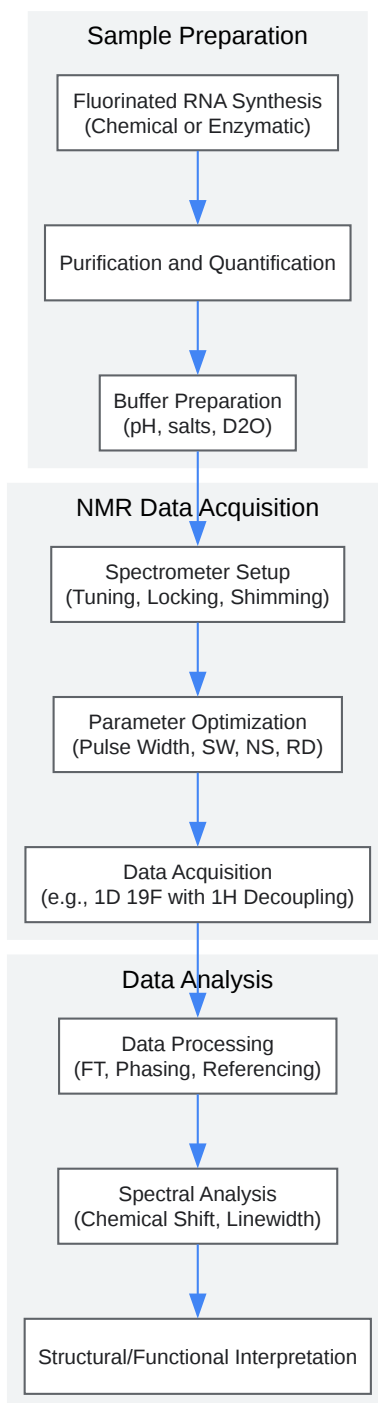 Sample Preparation
Fluorinated RNA Synthesis
(Chemical or Enzymatic)
Purification and Quantification
Buffer Preparation
(pH, salts, D2O)
NMR Data Acquisition
Spectrometer Setup
(Tuning, Locking, Shimming)
Parameter Optimization
(Pulse Width, SW, NS, RD)
Data Acquisition
(e.g., 1D 19F with 1H Decoupling)
Data Analysis
Data Processing
(FT, Phasing, Referencing)
Spectral Analysis
(Chemical Shift, Linewidth)
Structural/Functional Interpretation